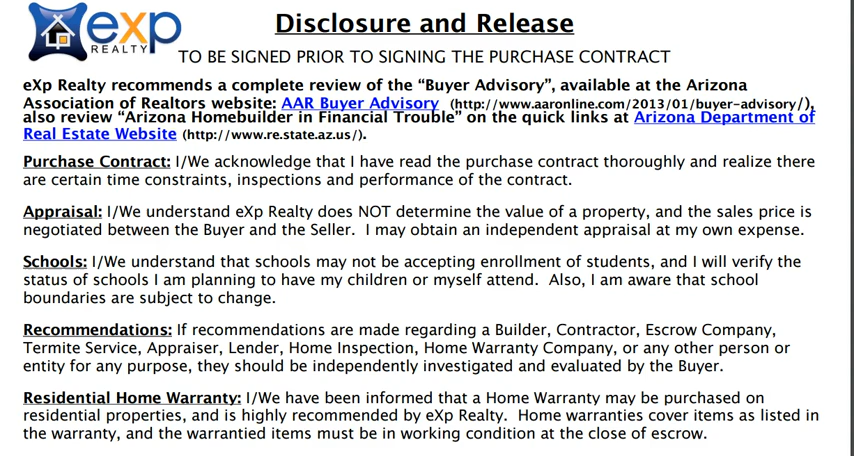 eXp
REALTY
Disclosure and Release
TO BE SIGNED PRIOR TO SIGNING THE PURCHASE CONTRACT
eXp Realty recommends a complete review of the “Buyer Advisory”, available at the Arizona
Association of Realtors website: AAR Buyer Advisory (http://www.aaronline.com/2013/01/buyer-advisory/),
also review “Arizona Homebuilder in Financial Trouble” on the quick links at Arizona Department of
Real Estate Website (http://www.re.state.az.us/).
Purchase Contract: I/We acknowledge that I have read the purchase contract thoroughly and realize there
are certain time constraints, inspections and performance of the contract.
Appraisal: I/We understand eXp Realty does NOT determine the value of a property, and the sales price is
negotiated between the Buyer and the Seller. I may obtain an independent appraisal at my own expense.
Schools: I/We understand that schools may not be accepting enrollment of students, and I will verify the
status of schools I am planning to have my children or myself attend. Also, I am aware that school
boundaries are subject to change.
Recommendations: If recommendations are made regarding a Builder, Contractor, Escrow Company,
Termite Service, Appraiser, Lender, Home Inspection, Home Warranty Company, or any other person or
entity for any purpose, they should be independently investigated and evaluated by the Buyer.
Residential Home Warranty: I/We have been informed that a Home Warranty may be purchased on
residential properties, and is highly recommended by eXp Realty. Home warranties cover items as listed in
the warranty, and the warrantied items must be in working condition at the close of escrow.